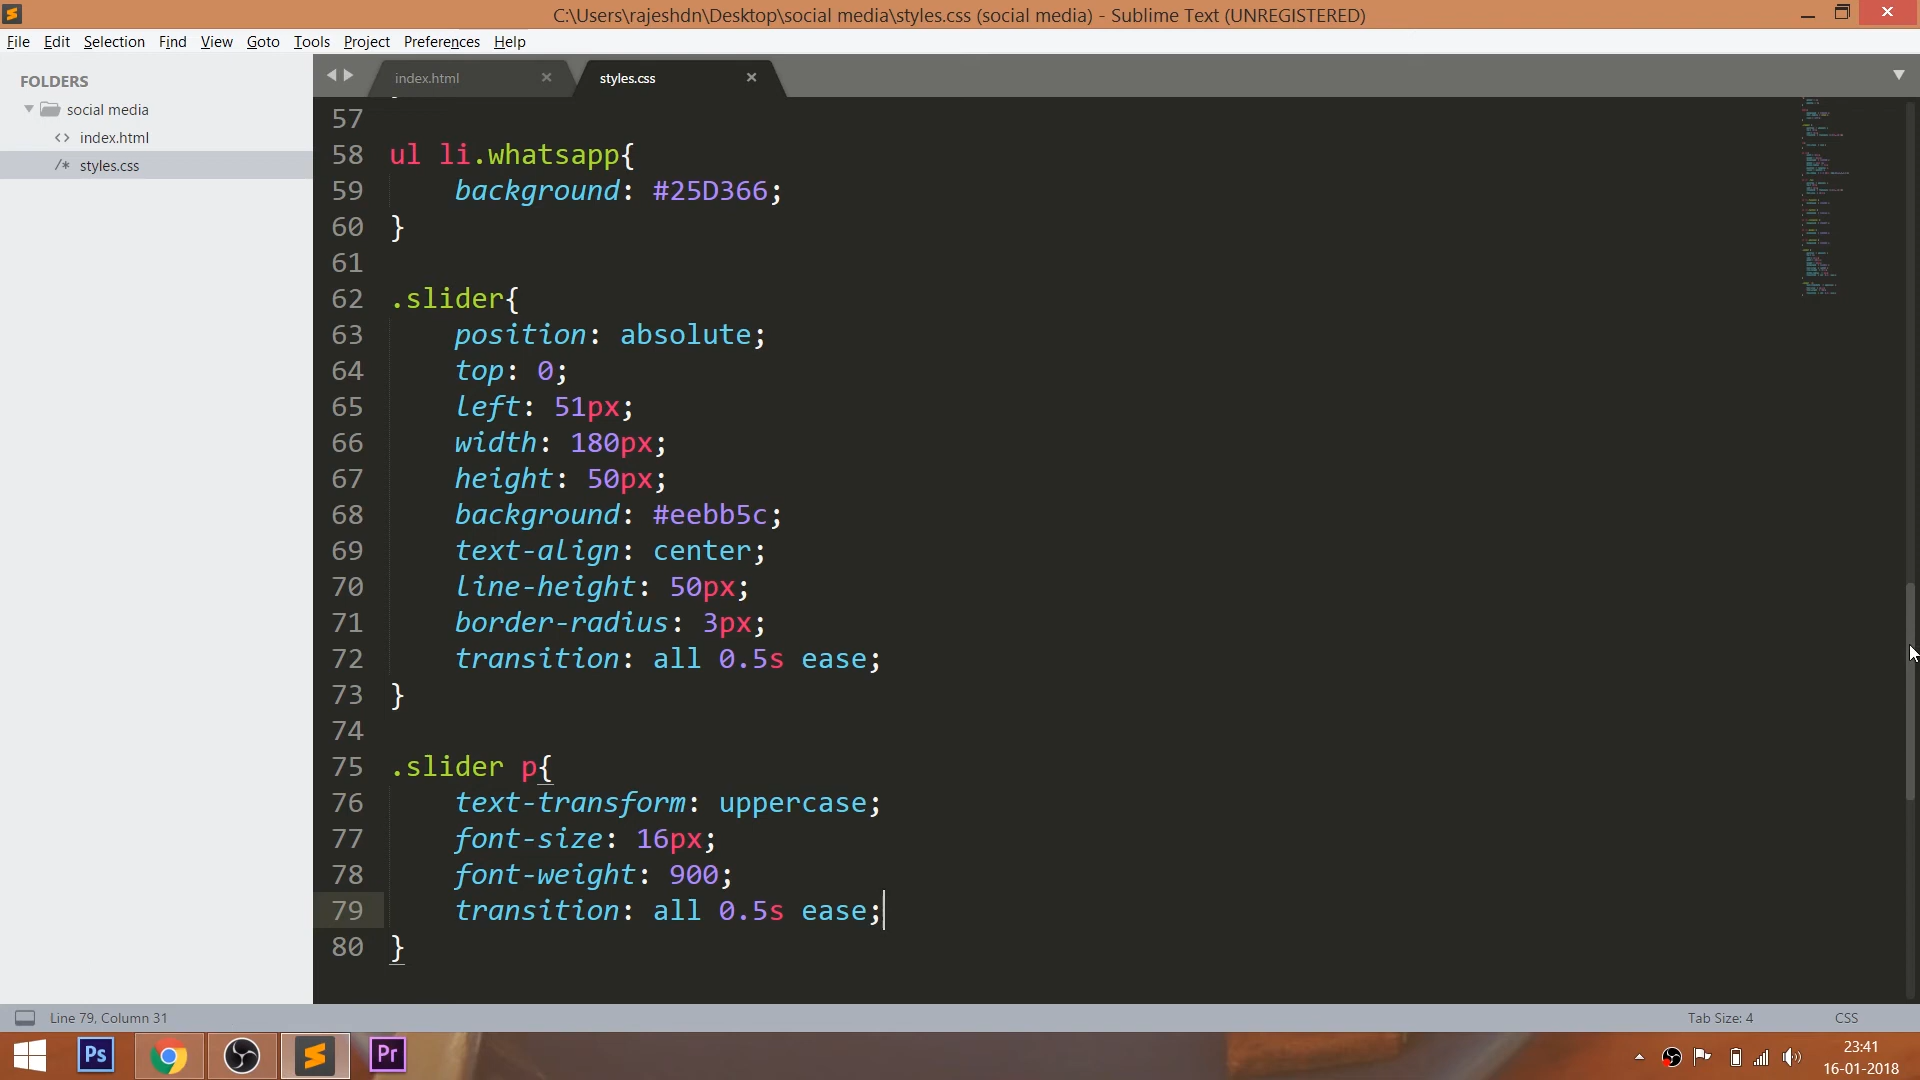 C:\Users\rajeshdn\Desktop\social media\styles.css (social media) - Sublime Text (UNREGISTERED)
File Edit Selection Find View Goto Tools Project Preferences Help
FOLDERS
social media
<> index.html
/* styles.css
index.html × styles.css ×
57
58 ul li.whatsapp{
59 background: #25D366;
60 }
61
62 .slider{
63 position: absolute;
64 top: 0;
65 left: 51px;
66 width: 180px;
67 height: 50px;
68 background: #eebb5c;
69 text-align: center;
70 line-height: 50px;
71 border-radius: 3px;
72 transition: all 0.5s ease;
73 }
74
75 .slider p{
76 text-transform: uppercase;
77 font-size: 16px;
78 font-weight: 900;
79 transition: all 0.5s ease;
80 }
Line 79, Column 31 Tab Size: 4 CSS
Ps Pr
23:41
16-01-2018